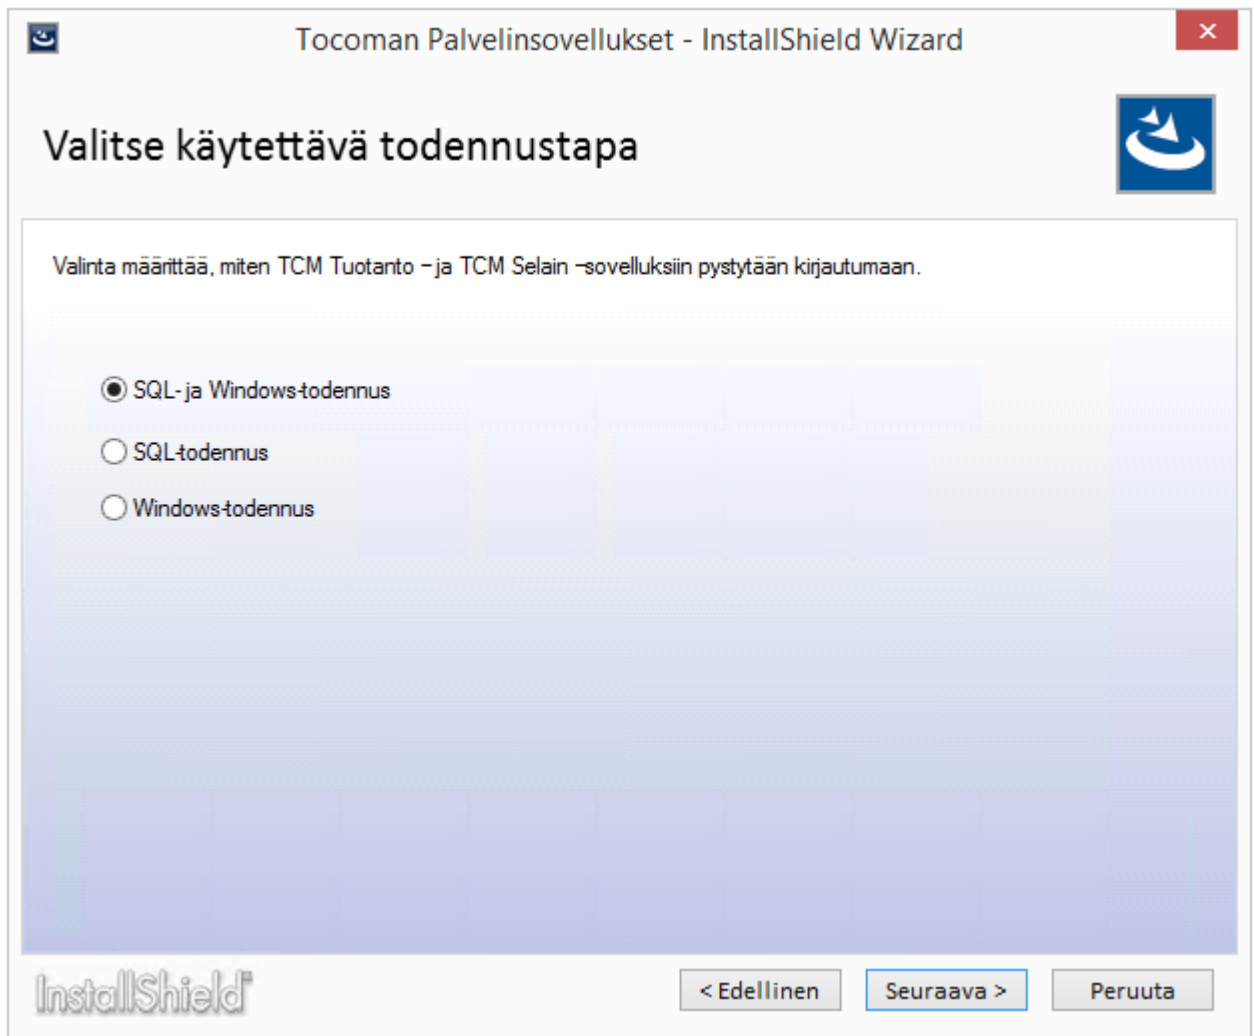 Tocoman Palvelinsovellukset - InstallShield Wizard
Valitse käytettävä todennustapa
Valinta määrittää, miten TCM Tuotanto – ja TCM Selain –sovelluksiin pystytään kirjautumaan.
SQL- ja Windows-todennus
SQL-todennus
Windows-todennus
InstallShield
< Edellinen
Seuraava >
Peruuta